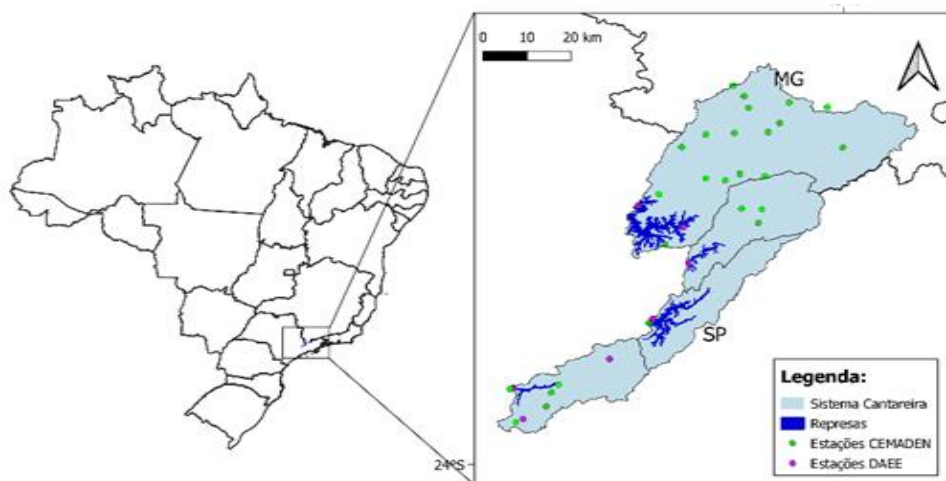 0 10 20 km
MG
SP
24°S
Legenda:
Sistema Cantareira
Represas
Estações CEMADEN
Estações DAEE